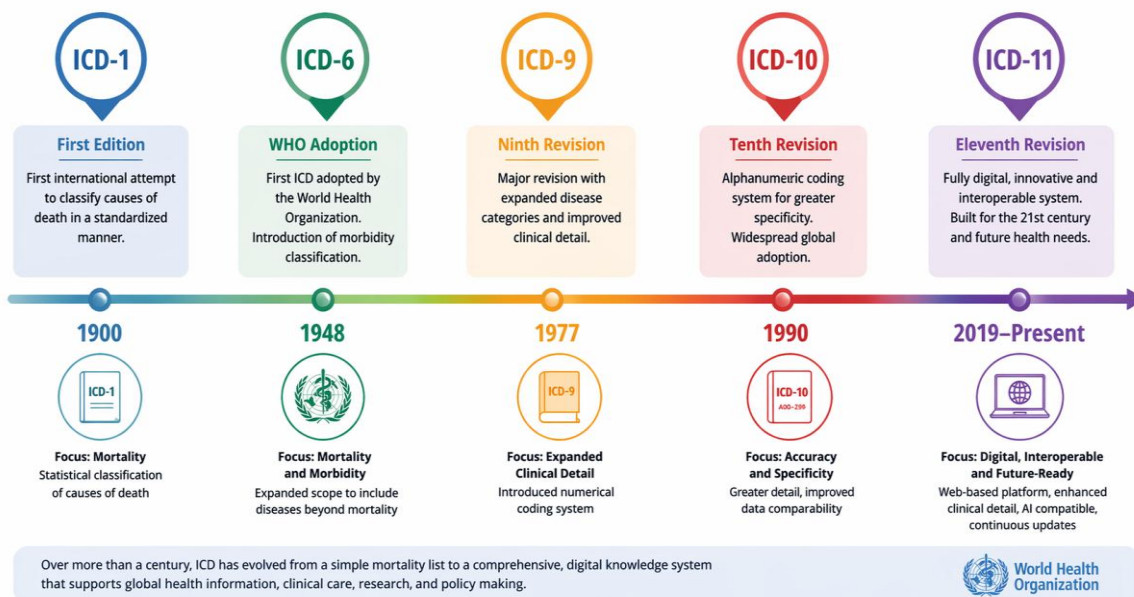 ICD-1
ICD-6
ICD-9
ICD-10
ICD-11
First Edition
First international attempt
to classify causes of
death in a standardized
manner.
WHO Adoption
First ICD adopted by
the World Health
Organization.
Introduction of morbidity
classification.
Ninth Revision
Major revision with
expanded disease
categories and improved
clinical detail.
Tenth Revision
Alphanumeric coding
system for greater
specificity.
Widespread global
adoption.
Eleventh Revision
Fully digital, innovative and
interoperable system.
Built for the 21st century
and future health needs.
1900
1948
1977
1990
2019–Present
ICD-1
ICD-9
ICD-10
A0G–299
Focus: Mortality
Statistical classification
of causes of death
Focus: Mortality
and Morbidity
Expanded scope to include
diseases beyond mortality
Focus: Expanded
Clinical Detail
Introduced numerical
coding system
Focus: Accuracy
and Specificity
Greater detail, improved
data comparability
Focus: Digital, Interoperable
and Future-Ready
Web-based platform, enhanced
clinical detail, AI compatible,
continuous updates
Over more than a century, ICD has evolved from a simple mortality list to a comprehensive, digital knowledge system
that supports global health information, clinical care, research, and policy making.
World Health
Organization